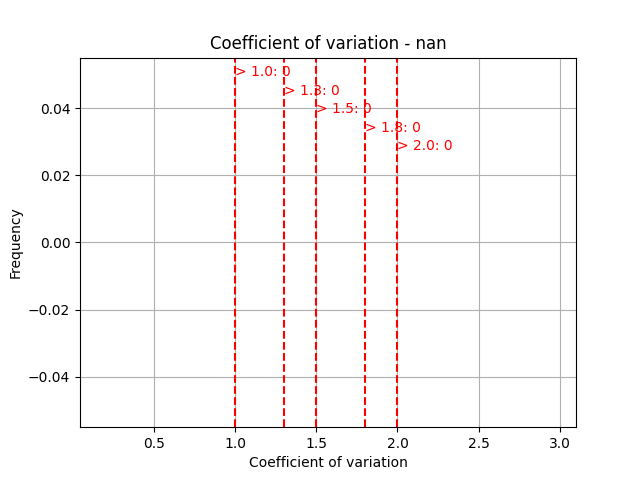 Coefficient of variation - nan
> 1.0: 0
> 1.3: 0
> 1.5: 0
> 1.8: 0
> 2.0: 0
0.04
0.02
0.00
−0.02
−0.04
Frequency
0.5 1.0 1.5 2.0 2.5 3.0
Coefficient of variation